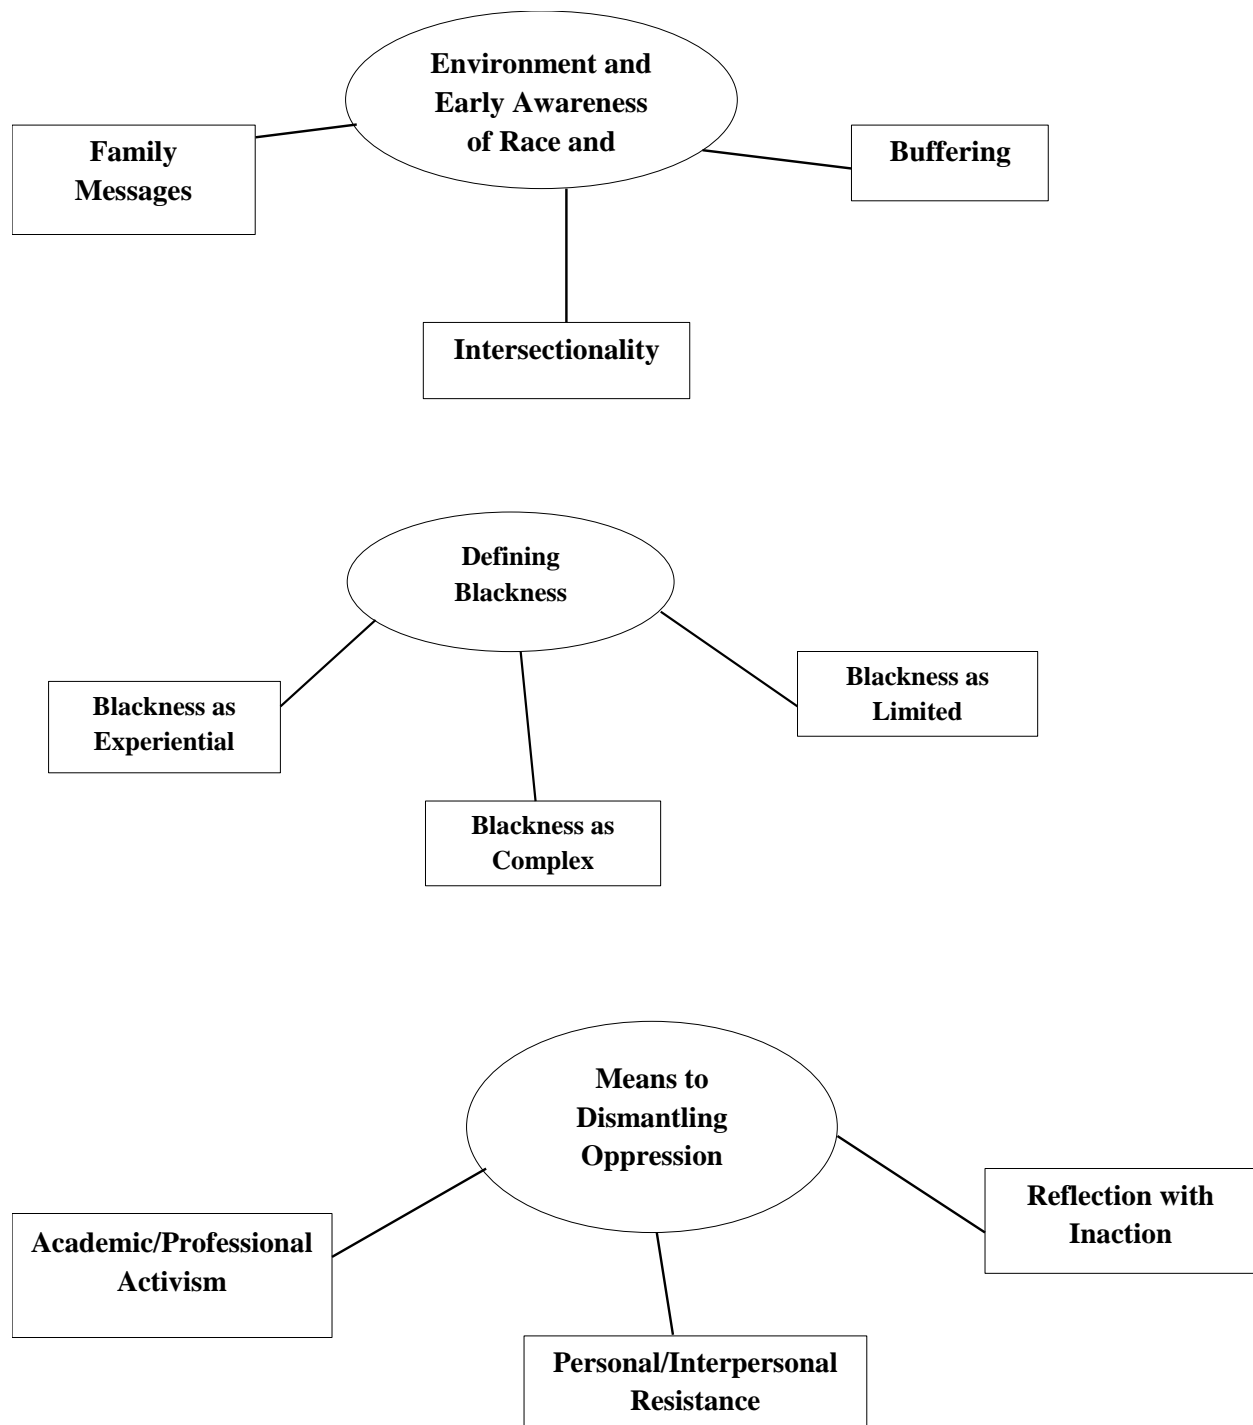 Environment and
Early Awareness
of Race and
Family
Messages
Buffering
Intersectionality
Defining
Blackness
Blackness as
Experiential
Blackness as
Limited
Blackness as
Complex
Means to
Dismantling
Oppression
Academic/Professional
Activism
Reflection with
Inaction
Personal/Interpersonal
Resistance